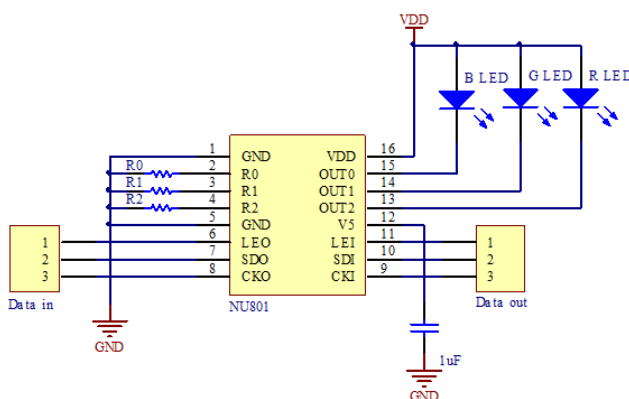 VDD
B LED G LED R LED
1 GND VDD 16
R0 2 R0 OUT0 15
R1 3 R1 OUT1 14
R2 4 R2 OUT2 13
5 GND V5 12
1 6 LEO LEI 11 1
2 7 SDO SDI 10 2
3 8 CKO CKI 9 3
Data in NU801 Data out
GND
1uF
GND